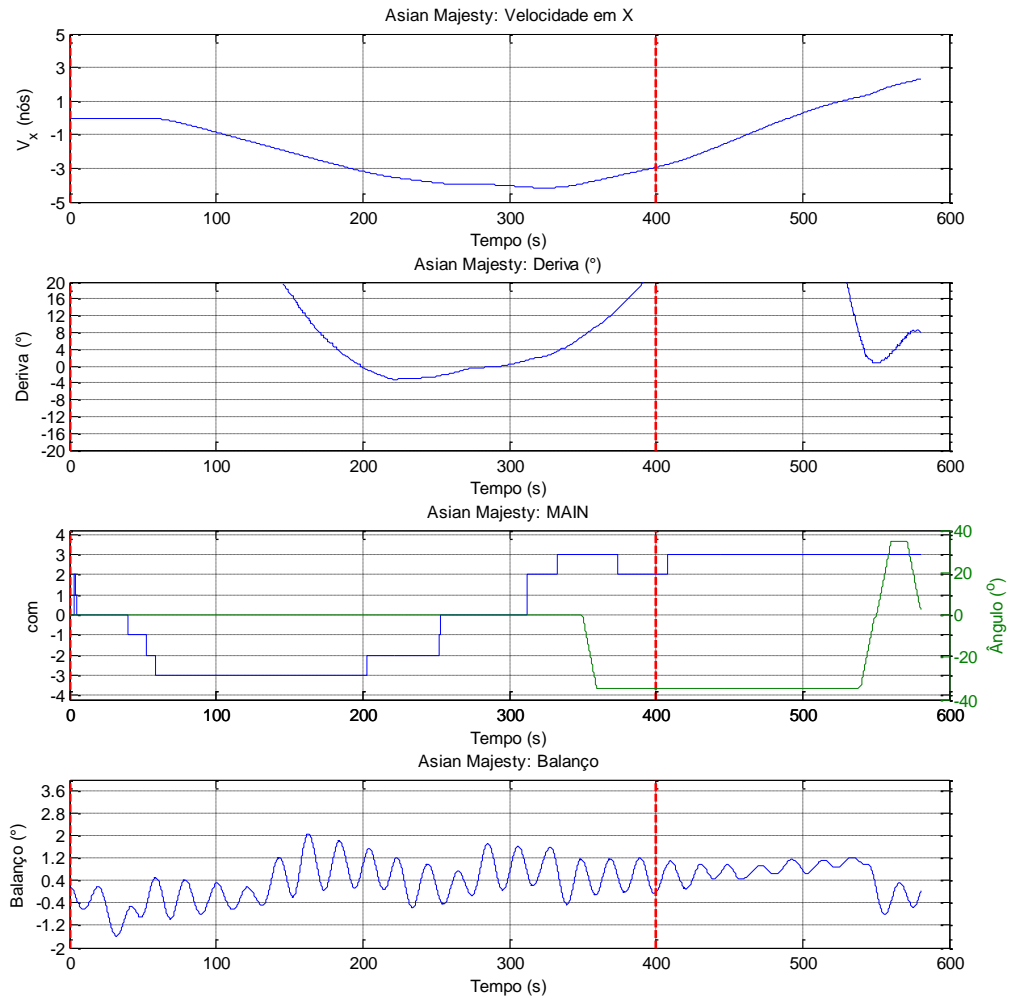 Asian Majesty: Velocidade em X
5
3
1
-1
-3
-5
V_x (nós)
0 100 200 300 400 500 600
Tempo (s)
Asian Majesty: Deriva (°)
20
16
12
8
4
0
-4
-8
-12
-16
-20
Deriva (°)
0 100 200 300 400 500 600
Tempo (s)
Asian Majesty: MAIN
4
3
2
1
0
-1
-2
-3
-4
com
40
20
0
-20
-40
Ângulo (º)
0 100 200 300 400 500 600
Tempo (s)
Asian Majesty: Balanço
3.6
2.8
2
1.2
0.4
-0.4
-1.2
-2
Balanço (°)
0 100 200 300 400 500 600
Tempo (s)